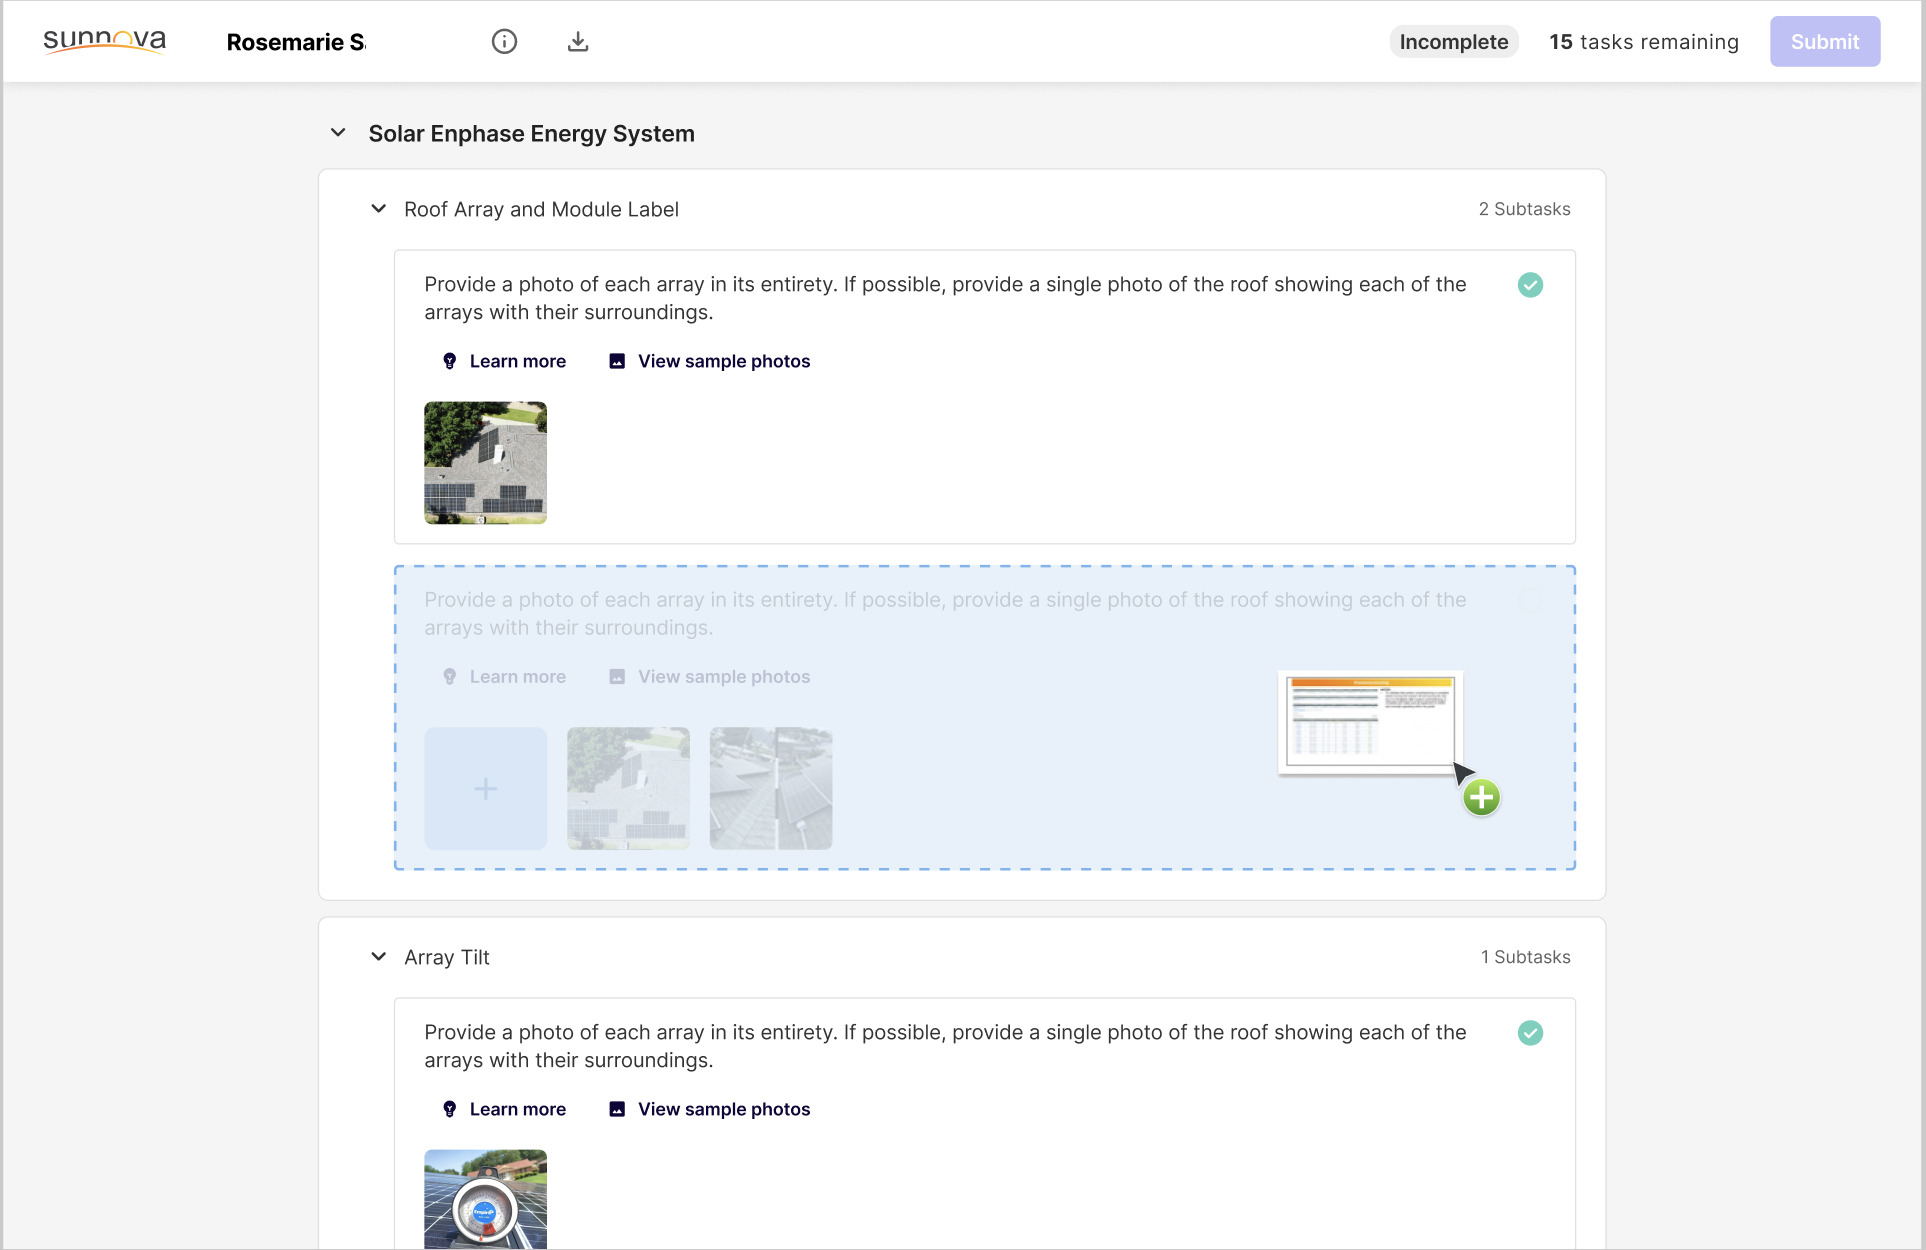 sunnova
Rosemarie S.
Incomplete
15 tasks remaining
Submit
Solar Enphase Energy System
Roof Array and Module Label
2 Subtasks
Provide a photo of each array in its entirety. If possible, provide a single photo of the roof showing each of the
arrays with their surroundings.
Learn more
View sample photos
Provide a photo of each array in its entirety. If possible, provide a single photo of the roof showing each of the
arrays with their surroundings.
Learn more
View sample photos
Array Tilt
1 Subtasks
Provide a photo of each array in its entirety. If possible, provide a single photo of the roof showing each of the
arrays with their surroundings.
Learn more
View sample photos